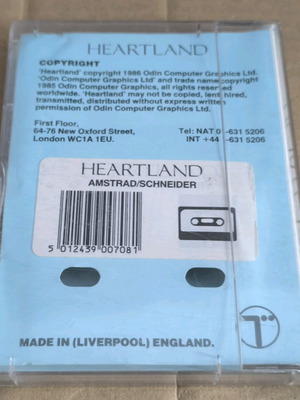 HEARTLAND
COPYRIGHT
'Heartland' copyright 1986 Odin Computer Graphics Ltd.
'Odin Computer Graphics Ltd' and trade name copyright
1985 Odin Computer Graphics, all rights reserved
worldwide. 'Heartland' may not be copied, lent, hired,
transmitted, distributed without express written
permission of Odin Computer Graphics Ltd.
First Floor,
64-76 New Oxford Street,
London WC1A 1EU.
Tel: NAT 01-631 5206
INT +44 -631 5206
HEARTLAND
AMSTRAD/SCHNEIDER
5 012439 007081
MADE IN (LIVERPOOL) ENGLAND.